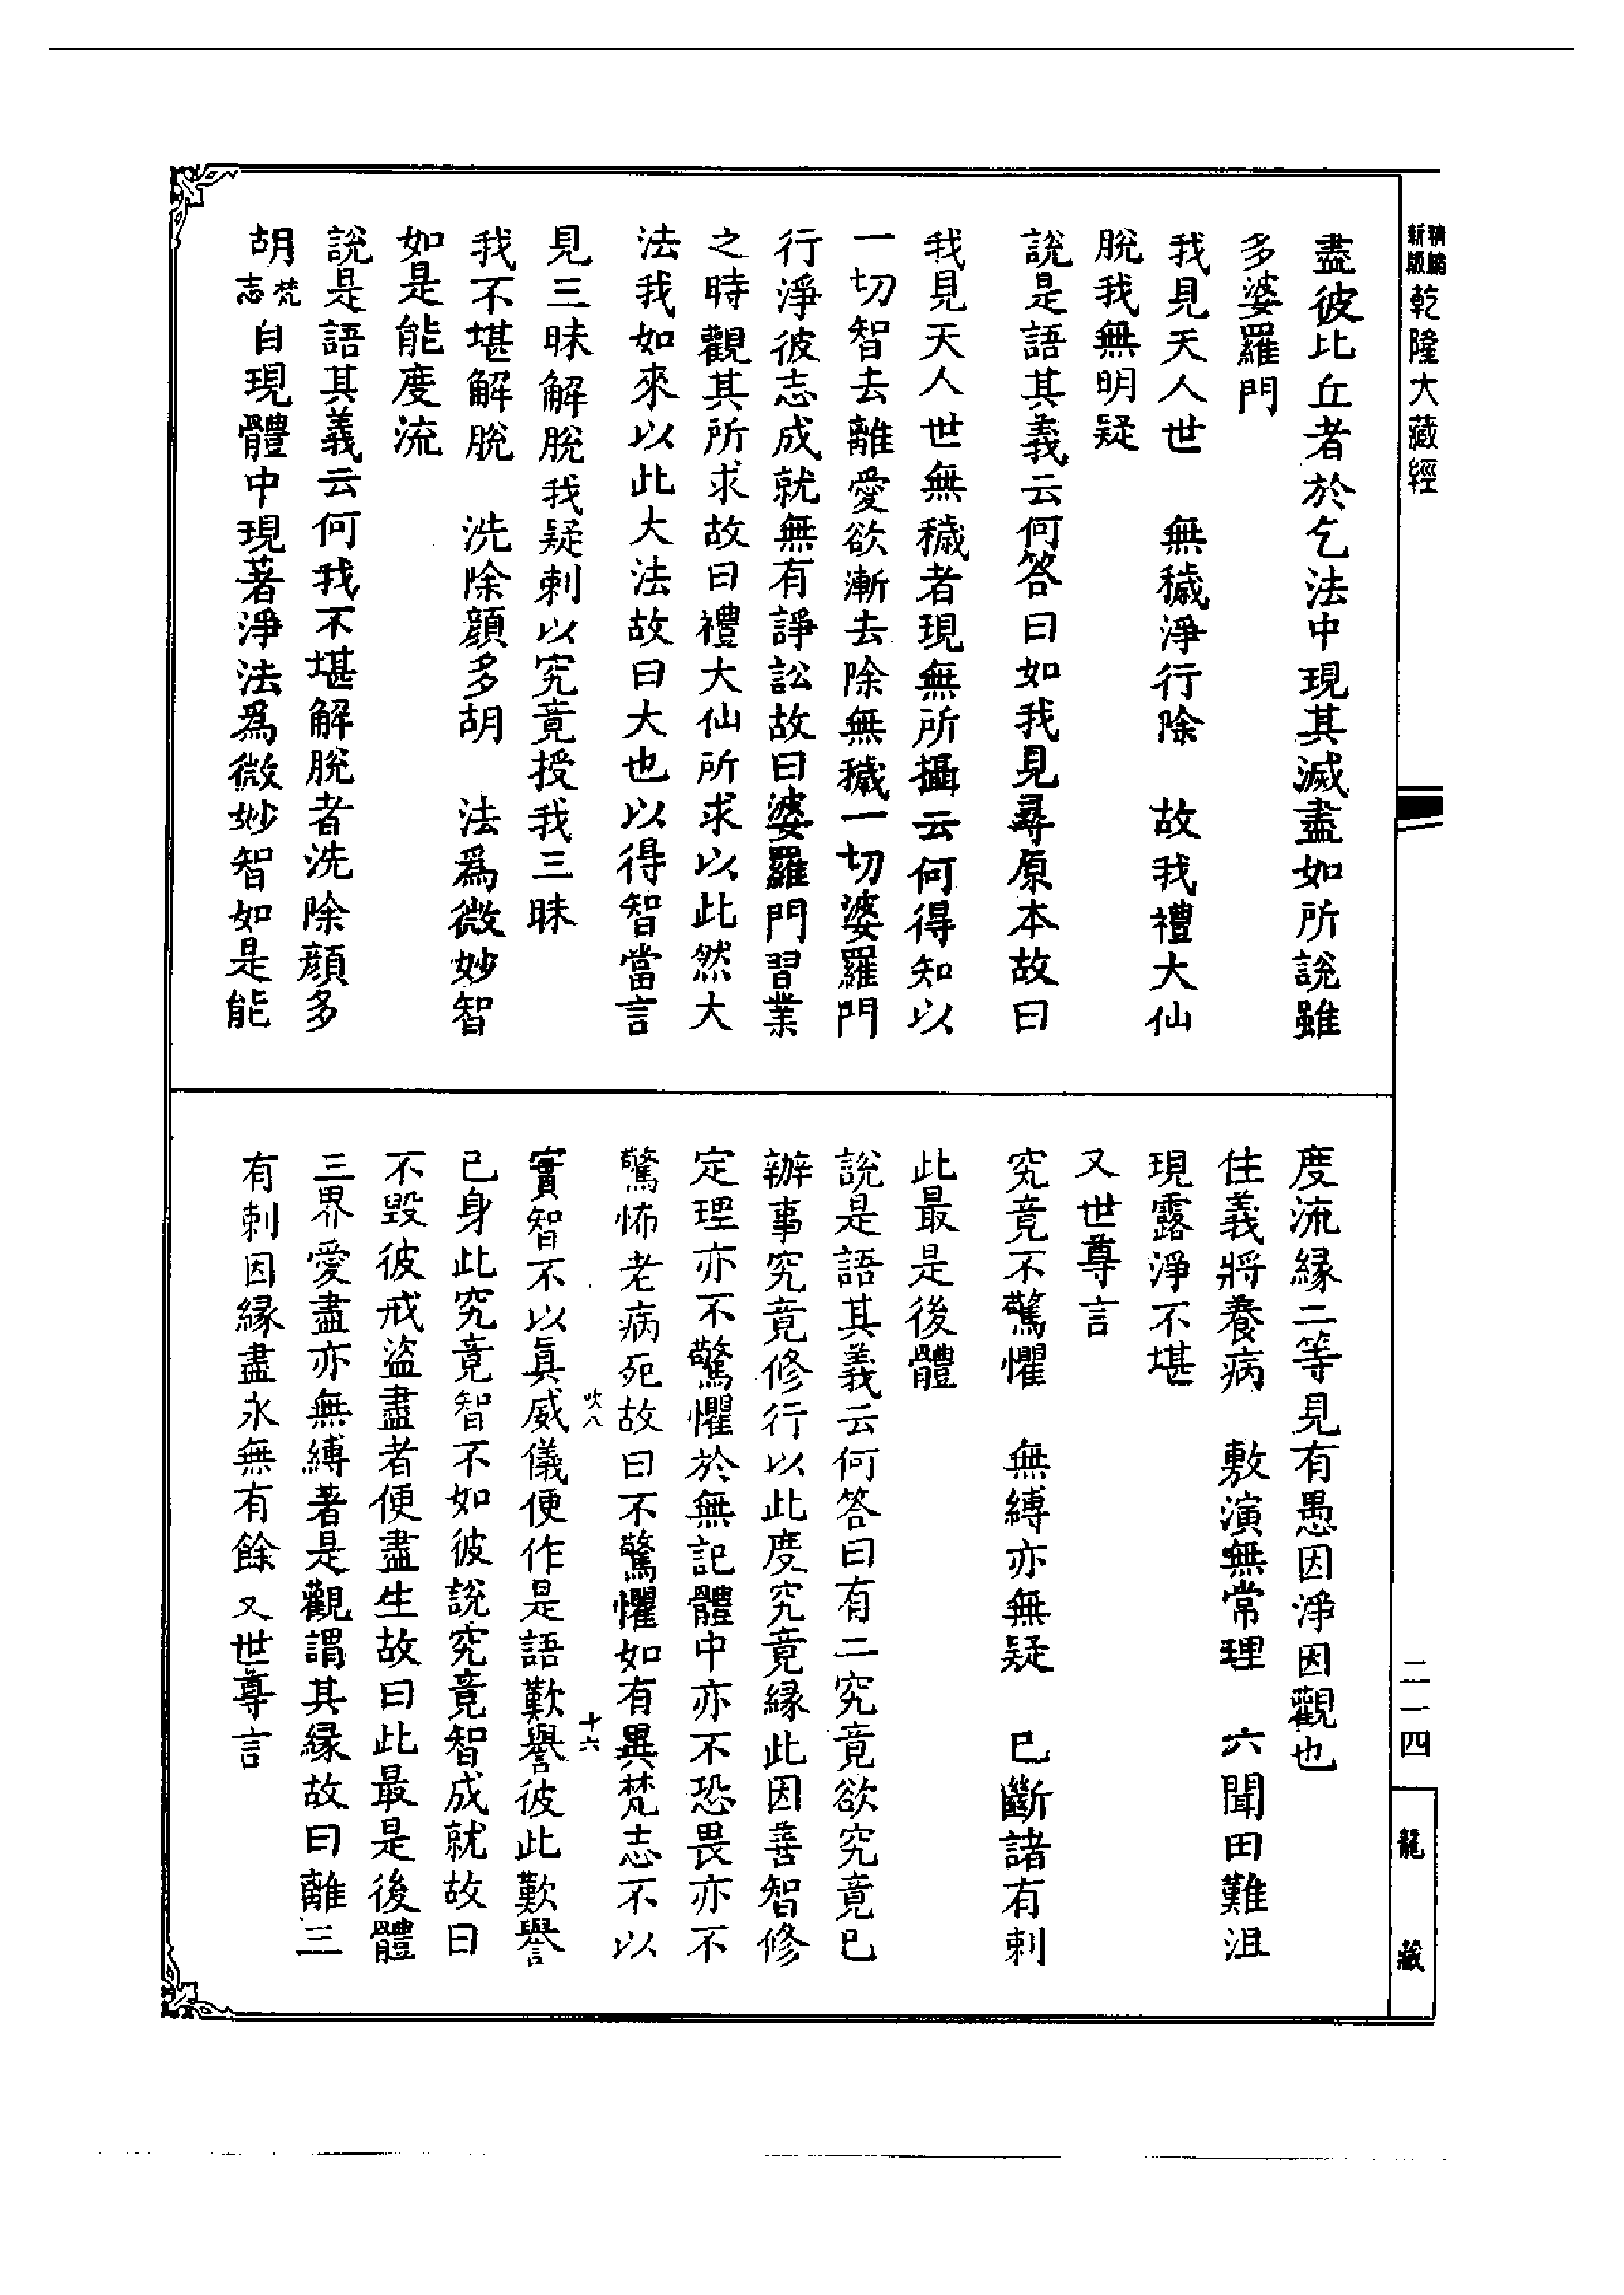 精縮新版乾隆大藏經
盡彼比丘者於乞法中現其滅盡如所說雖
多婆羅門
我見天人世　無穢淨行除　故我禮大仙
脫我無明疑
說是語其義云何答曰如我見尋原本故曰
我見天人世無穢者現無所攝云何得知以
一切智去離愛欲漸去除無穢一切婆羅門
行淨彼志成就無有諍訟故曰婆羅門習業
之時觀其所求故曰禮大仙所求以此然大
法我如來以此大法故曰大也以得智當言
見三昧解脫我疑刺以究竟授我三昧
我不堪解脫　洗除顏多胡　法為微妙智
如是能度流
說是語其義云何我不堪解脫者洗除顏多
胡梵志自現體中現著淨法為微妙智如是能
度流緣二等見有愚因淨因觀也
住義將養病　敷演無常理　六聞田難沮
現露淨不堪
又世尊言
究竟不驚懼　無縛亦無疑　已斷諸有刺
此最是後體
說是語其義云何答曰有二究竟欲究竟已
辦事究竟修行以此度究竟緣此因善智修
定理亦不驚懼於無記體中亦不恐畏亦不
驚怖老病死故曰不驚懼如有異梵志不以
吠八　十六
實智不以真威儀便作是語歎譽彼此歎譽
已身此究竟智不如彼說究竟智成就故曰
不毀彼戒盜盡者便盡生故曰此最是後體
三界愛盡亦無縛著是觀謂其緣故曰離三
有刺因緣盡永無有餘又世尊言
二一四
龍藏